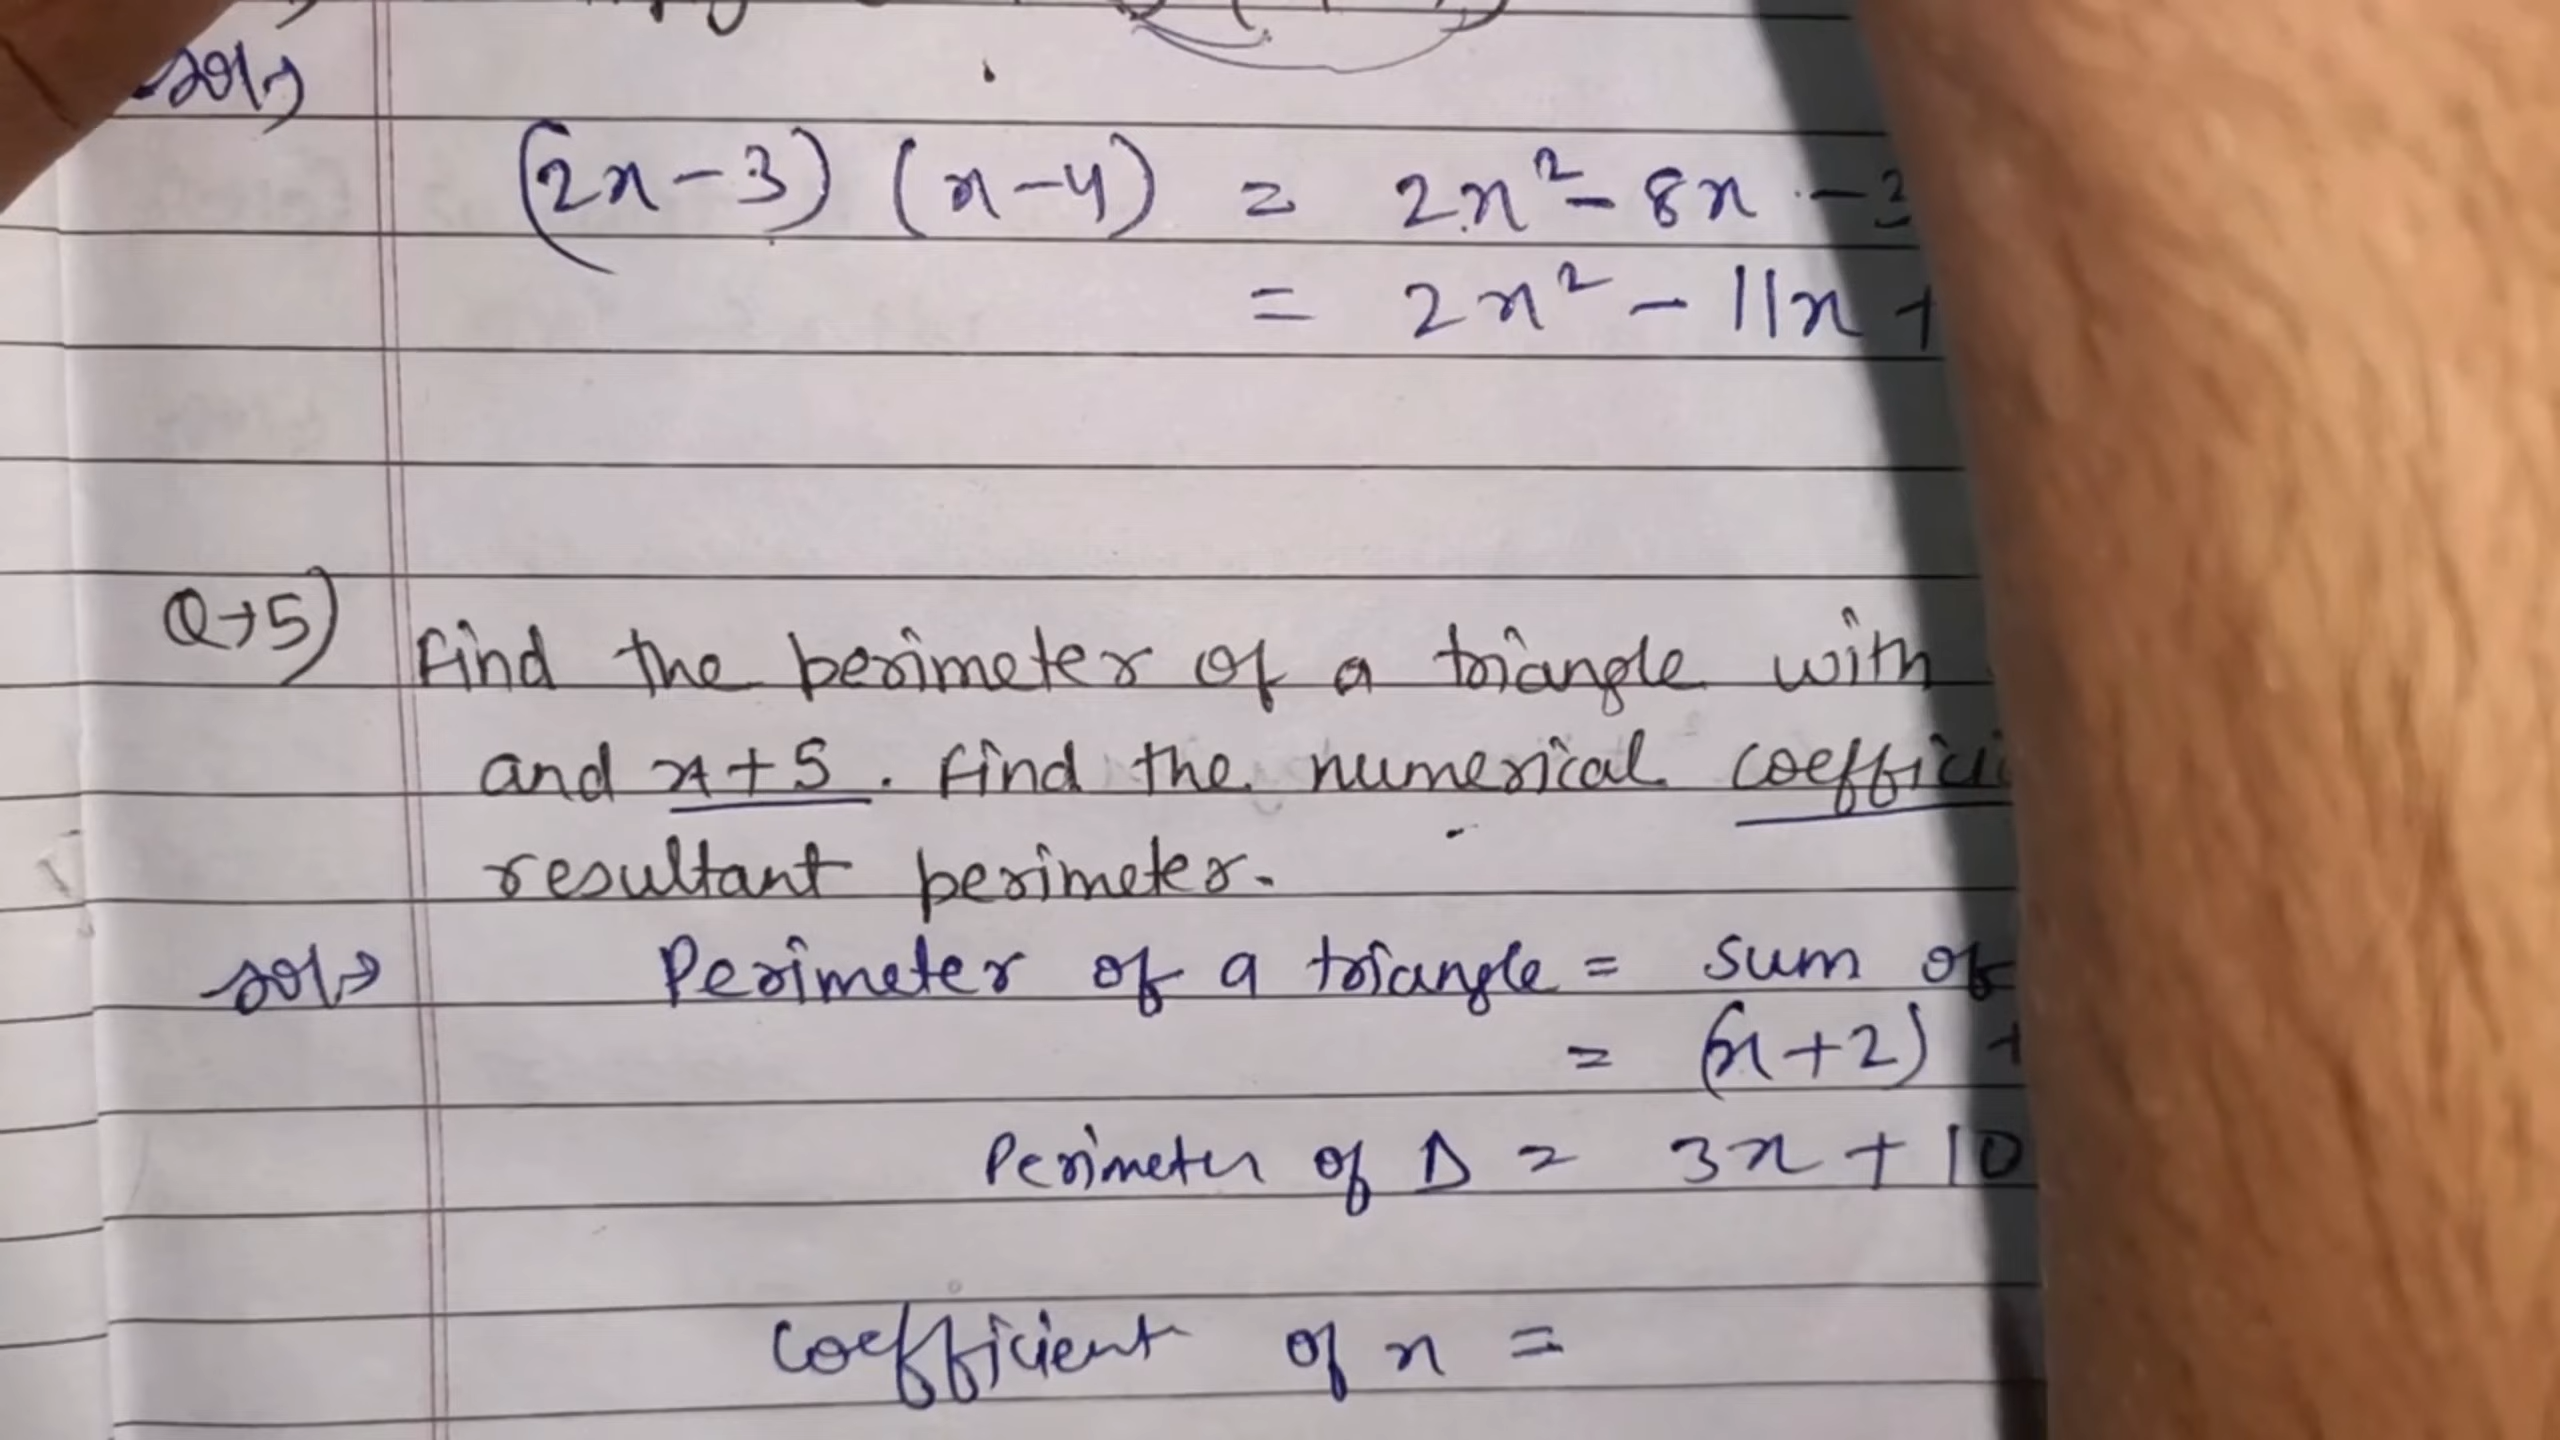 sol→
(2x-3) (x-4) = 2x²- 8x - 3
= 2x² - 11x +
Q→5) Find the perimeter of a triangle with
and x+5. Find the numerical
resultant perimeter.
sol→ Perimeter of a triangle = sum of
= (x+2) +
Perimeter of Δ = 3x + 10
Coefficient of x =